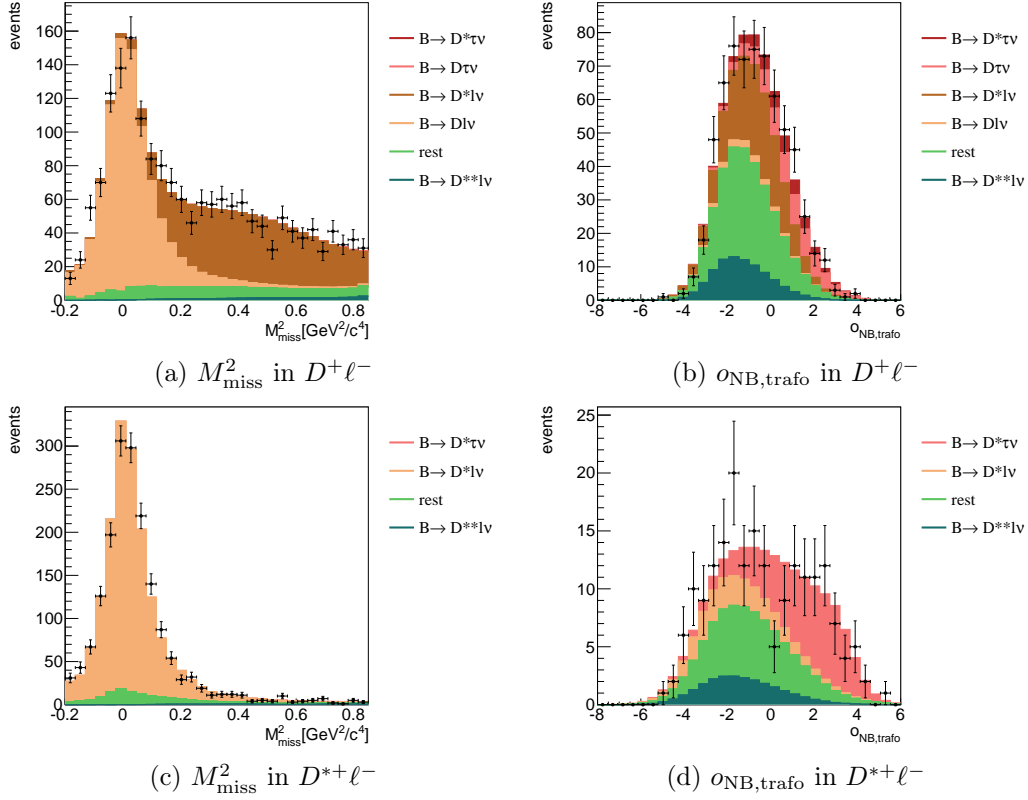 events
160
140
120
100
80
60
40
20
0
-0.2 0 0.2 0.4 0.6 0.8
M²miss[GeV²/c⁴]
B→ D*τν
B→ Dτν
B→ D*lν
B→ Dlν
rest
B→ D**lν
(a) M²miss in D⁺ℓ⁻
events
80
70
60
50
40
30
20
10
0
-8 -6 -4 -2 0 2 4 6
oNB,trafo
B→ D*τν
B→ Dτν
B→ D*lν
B→ Dlν
rest
B→ D**lν
(b) oNB,trafo in D⁺ℓ⁻
events
300
250
200
150
100
50
0
-0.2 0 0.2 0.4 0.6 0.8
M²miss[GeV²/c⁴]
B→ D*τν
B→ D*lν
rest
B→ D**lν
(c) M²miss in D*⁺ℓ⁻
events
25
20
15
10
5
0
-8 -6 -4 -2 0 2 4 6
oNB,trafo
B→ D*τν
B→ D*lν
rest
B→ D**lν
(d) oNB,trafo in D*⁺ℓ⁻